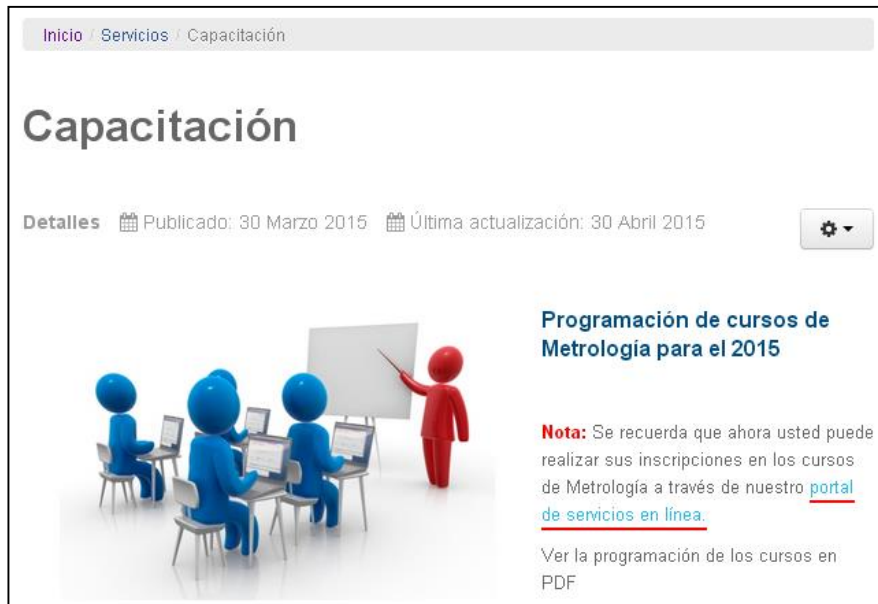 Inicio / Servicios / Capacitación
Capacitación
Detalles Publicado: 30 Marzo 2015 Última actualización: 30 Abril 2015
Programación de cursos de
Metrología para el 2015
Nota: Se recuerda que ahora usted puede
realizar sus inscripciones en los cursos
de Metrología a través de nuestro portal
de servicios en línea.
Ver la programación de los cursos en
PDF